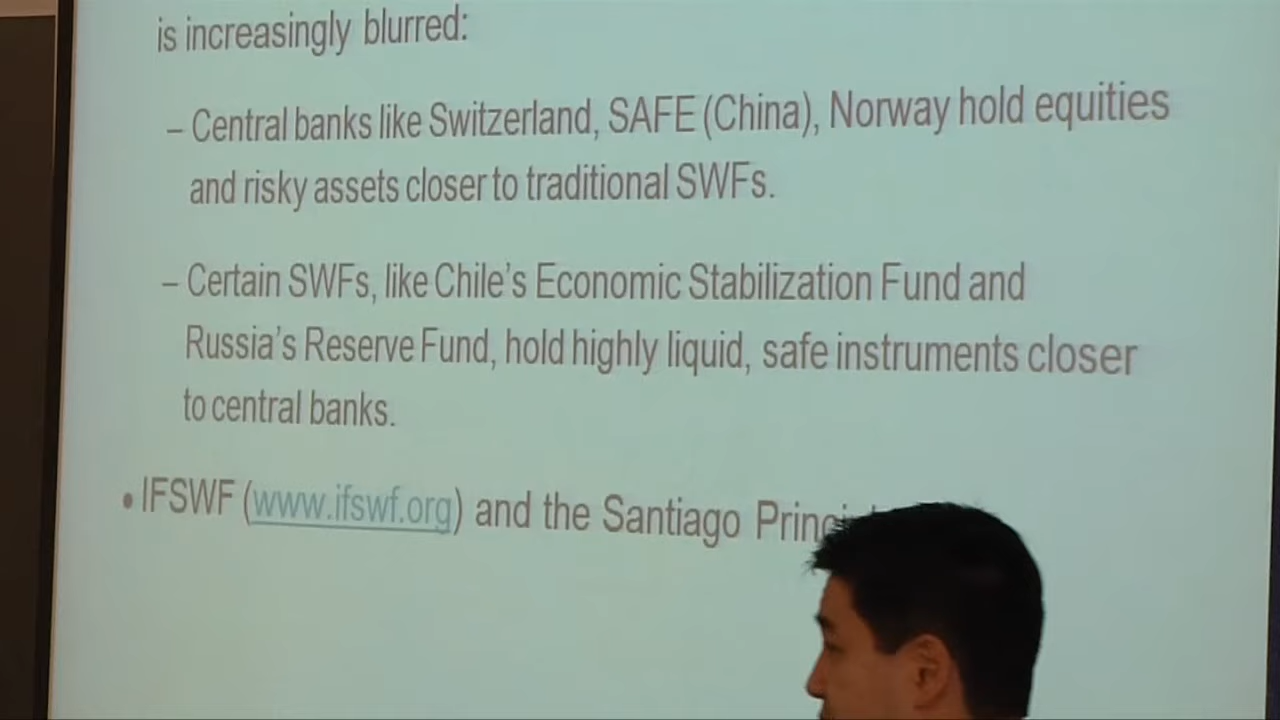 is increasingly blurred:
– Central banks like Switzerland, SAFE (China), Norway hold equities
and risky assets closer to traditional SWFs.
– Certain SWFs, like Chile's Economic Stabilization Fund and
Russia's Reserve Fund, hold highly liquid, safe instruments closer
to central banks.
• IFSWF (www.ifswf.org) and the Santiago